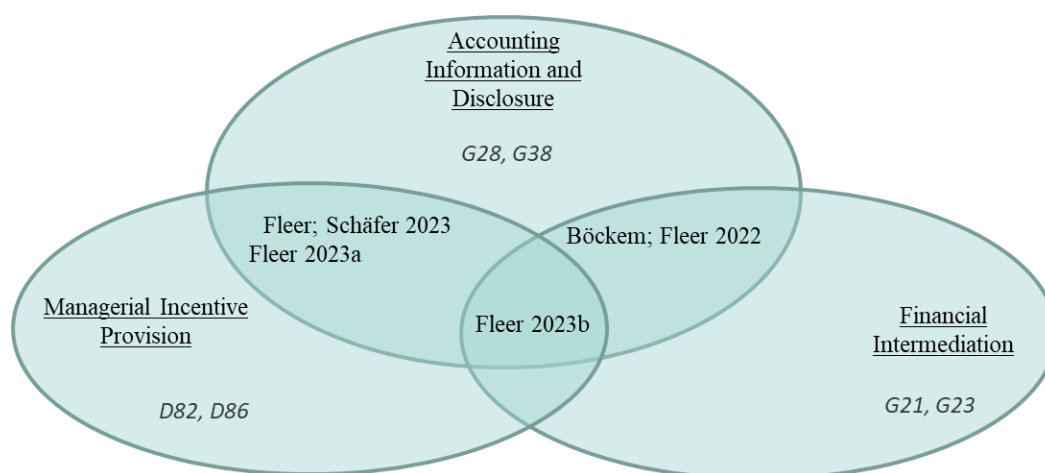 Accounting
Information and
Disclosure
G28, G38
Fleer; Schäfer 2023
Fleer 2023a
Böckem; Fleer 2022
Managerial Incentive
Provision
Fleer 2023b
Financial
Intermediation
D82, D86
G21, G23